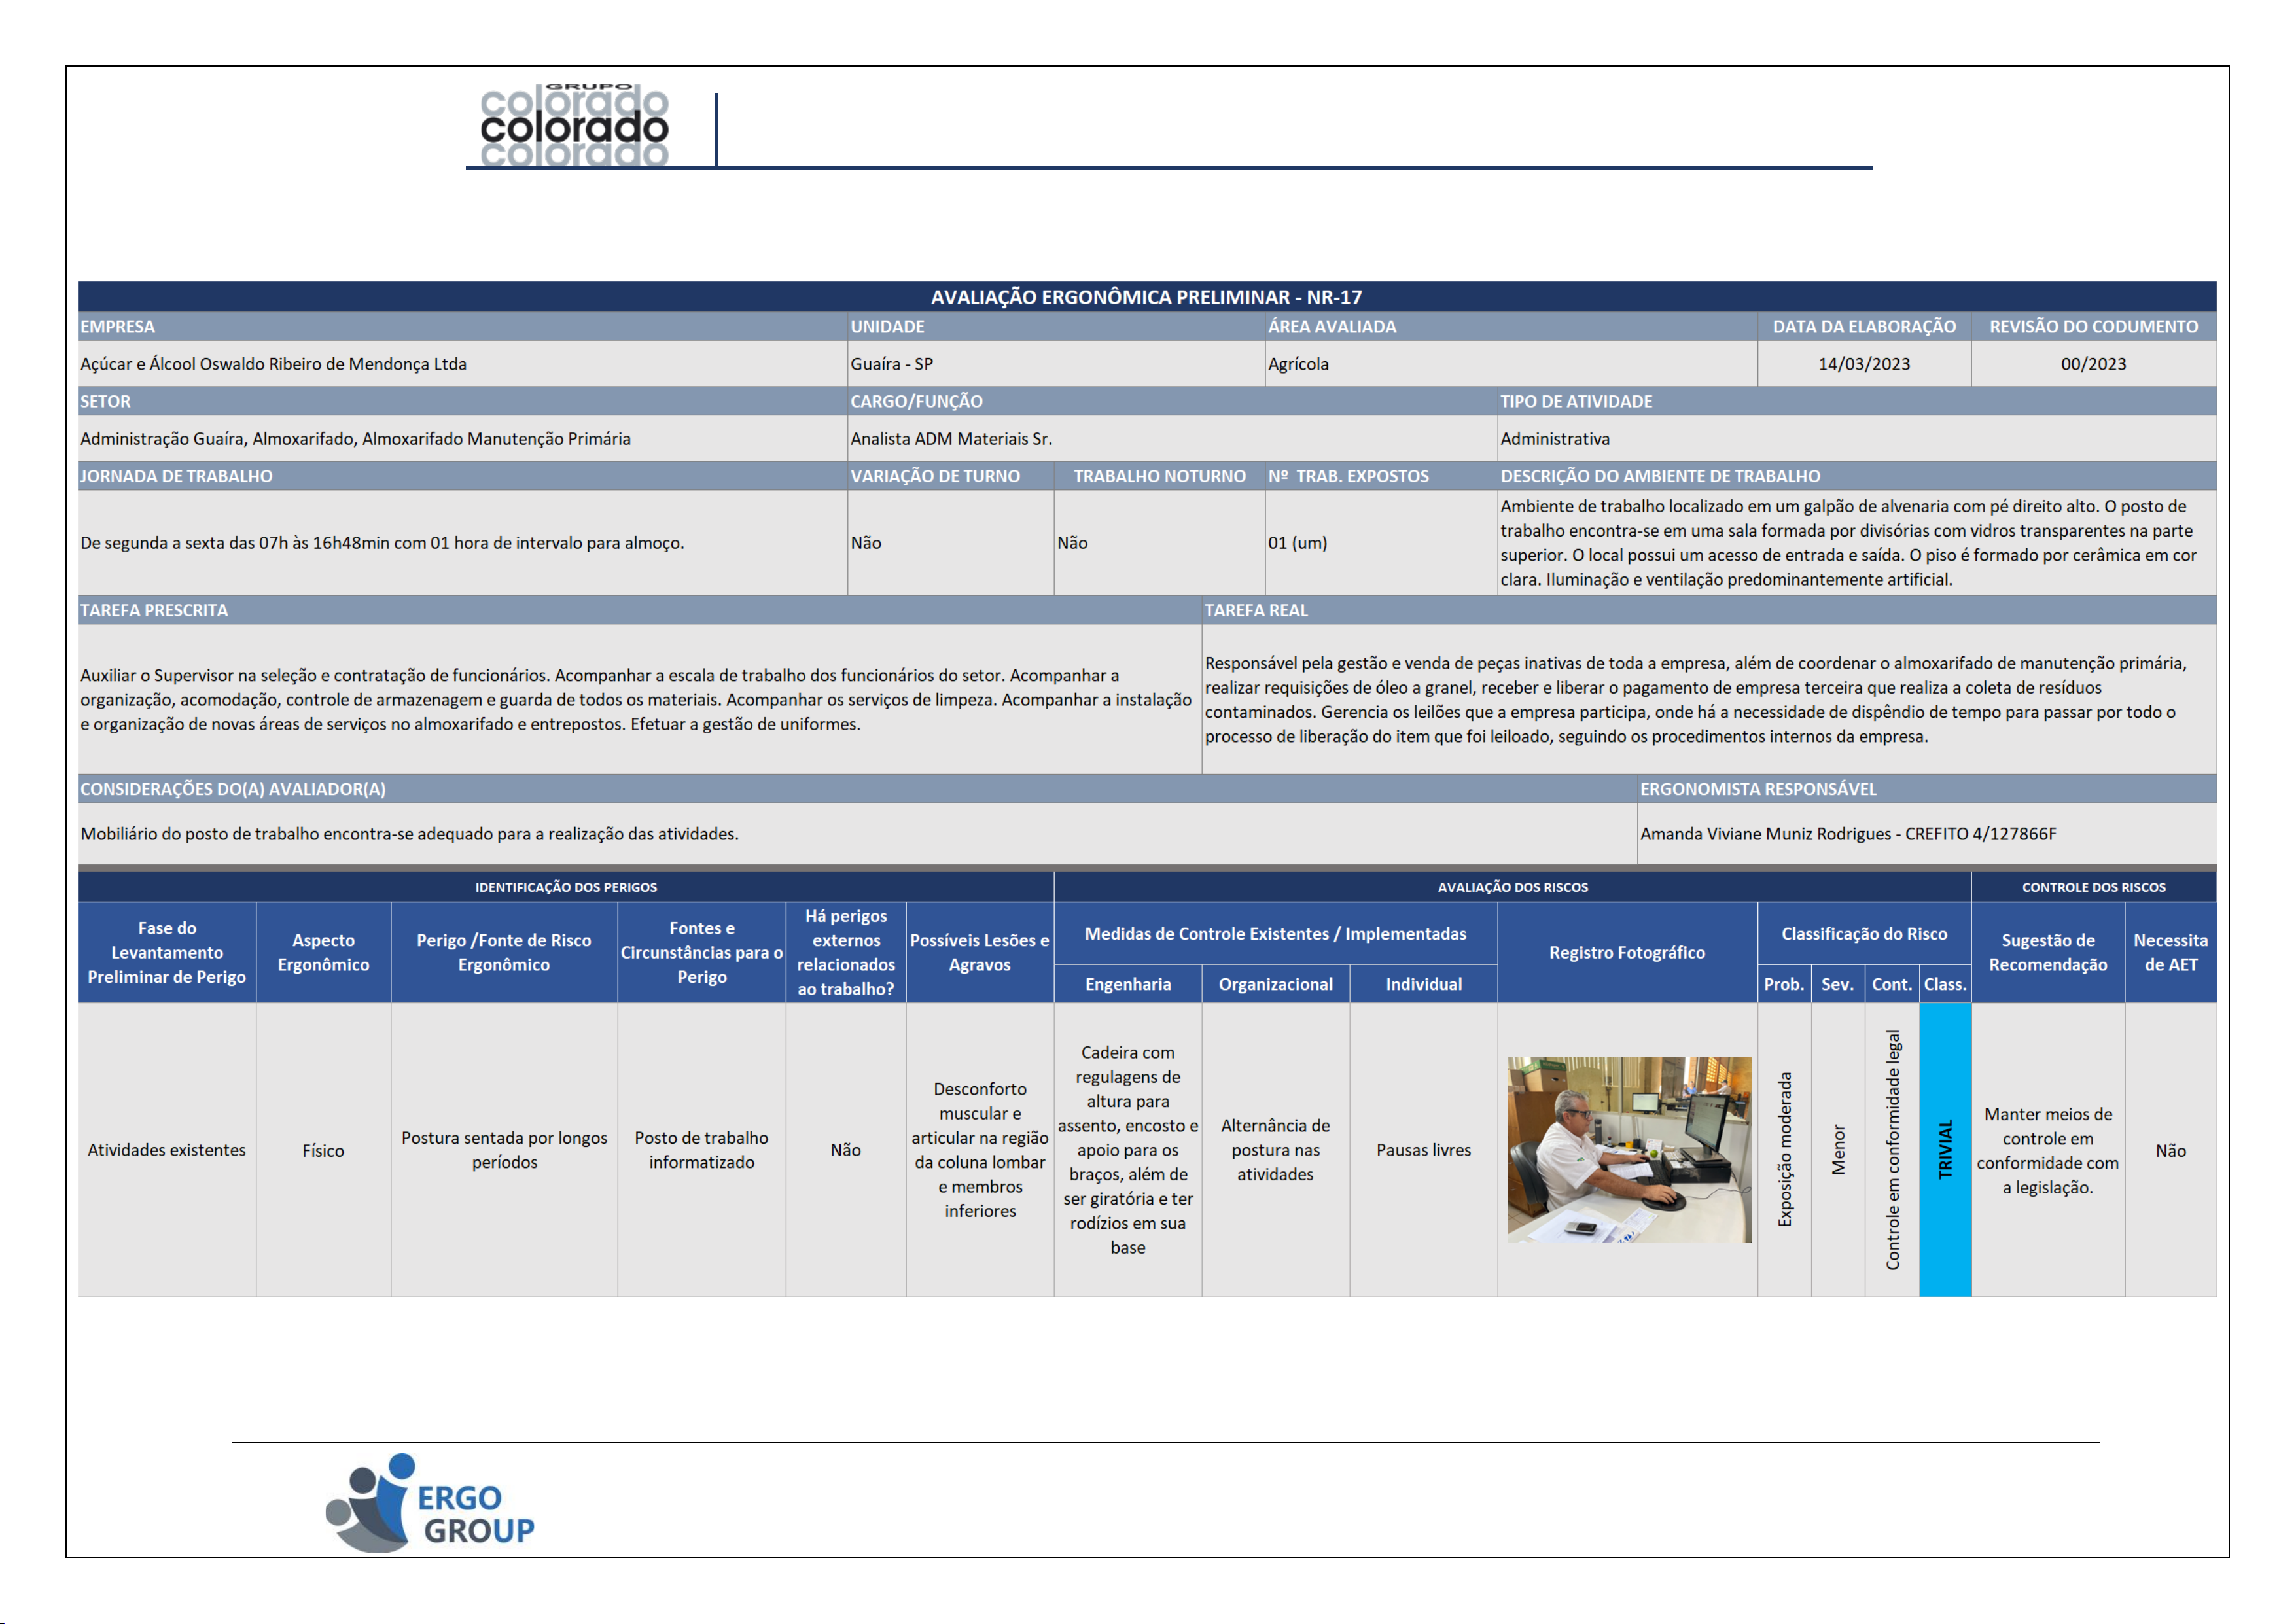 GRUPO
colorado
colorado
colorado
AVALIAÇÃO ERGONÔMICA PRELIMINAR - NR-17
EMPRESA UNIDADE ÁREA AVALIADA DATA DA ELABORAÇÃO REVISÃO DO CODUMENTO
Açúcar e Álcool Oswaldo Ribeiro de Mendonça Ltda Guaíra - SP Agrícola 14/03/2023 00/2023
SETOR CARGO/FUNÇÃO TIPO DE ATIVIDADE
Administração Guaíra, Almoxarifado, Almoxarifado Manutenção Primária Analista ADM Materiais Sr. Administrativa
JORNADA DE TRABALHO VARIAÇÃO DE TURNO TRABALHO NOTURNO Nº TRAB. EXPOSTOS DESCRIÇÃO DO AMBIENTE DE TRABALHO
De segunda a sexta das 07h às 16h48min com 01 hora de intervalo para almoço. Não Não 01 (um)
Ambiente de trabalho localizado em um galpão de alvenaria com pé direito alto. O posto de
trabalho encontra-se em uma sala formada por divisórias com vidros transparentes na parte
superior. O local possui um acesso de entrada e saída. O piso é formado por cerâmica em cor
clara. Iluminação e ventilação predominantemente artificial.
TAREFA PRESCRITA
Auxiliar o Supervisor na seleção e contratação de funcionários. Acompanhar a escala de trabalho dos funcionários do setor. Acompanhar a
organização, acomodação, controle de armazenagem e guarda de todos os materiais. Acompanhar os serviços de limpeza. Acompanhar a instalação
e organização de novas áreas de serviços no almoxarifado e entrepostos. Efetuar a gestão de uniformes.
TAREFA REAL
Responsável pela gestão e venda de peças inativas de toda a empresa, além de coordenar o almoxarifado de manutenção primária,
realizar requisições de óleo a granel, receber e liberar o pagamento de empresa terceira que realiza a coleta de resíduos
contaminados. Gerencia os leilões que a empresa participa, onde há a necessidade de dispêndio de tempo para passar por todo o
processo de liberação do item que foi leiloado, seguindo os procedimentos internos da empresa.
CONSIDERAÇÕES DO(A) AVALIADOR(A) ERGONOMISTA RESPONSÁVEL
Mobiliário do posto de trabalho encontra-se adequado para a realização das atividades. Amanda Viviane Muniz Rodrigues - CREFITO 4/127866F
IDENTIFICAÇÃO DOS PERIGOS AVALIAÇÃO DOS RISCOS CONTROLE DOS RISCOS
Fase do
Levantamento
Preliminar de Perigo
Aspecto
Ergonômico
Perigo /Fonte de Risco
Ergonômico
Fontes e
Circunstâncias para o
Perigo
Há perigos
externos
relacionados
ao trabalho?
Possíveis Lesões e
Agravos
Medidas de Controle Existentes / Implementadas
Engenharia Organizacional Individual
Registro Fotográfico
Classificação do Risco
Prob. Sev. Cont. Class.
Sugestão de
Recomendação
Necessita
de AET
Atividades existentes
Físico
Postura sentada por longos
períodos
Posto de trabalho
informatizado
Não
Desconforto
muscular e
articular na região
da coluna lombar
e membros
inferiores
Cadeira com
regulagens de
altura para
assento, encosto e
apoio para os
braços, além de
ser giratória e ter
rodízios em sua
base
Alternância de
postura nas
atividades
Pausas livres
Exposição moderada
Menor
Controle em conformidade legal
TRIVIAL
Manter meios de
controle em
conformidade com
a legislação.
Não
ERGO
GROUP